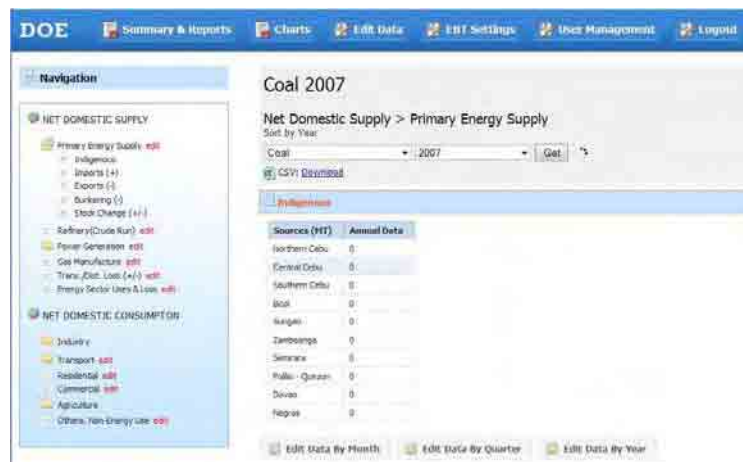 DOE Summary & Reports Charts Edit Data EBT Settings User Management Logout
Navigation
NET DOMESTIC SUPPLY
Primary Energy Supply edit
Indigenous
Imports (+)
Exports (-)
Bunkering (-)
Stock Change (+/-)
Refinery(Crude Run) edit
Power Generation edit
Gas Manufacture edit
Trans./Dist. Loss (+/-) edit
Energy Sector Uses & Loss edit
NET DOMESTIC CONSUMPTON
Industry
Transport edit
Residential edit
Commercial edit
Agriculture
Others, Non-Energy Use edit
Coal 2007
Net Domestic Supply > Primary Energy Supply
Sort by Year
Coal 2007 Get
CSV: Download
Indigenous
Sources (MT) Annual Data
Northern Cebu 0
Central Cebu 0
Southern Cebu 0
Bicol 0
Surigao 0
Zamboanga 0
Semirara 0
Polillo - Quezon 0
Davao 0
Negros 0
Edit Data By Month Edit Data By Quarter Edit Data By Year